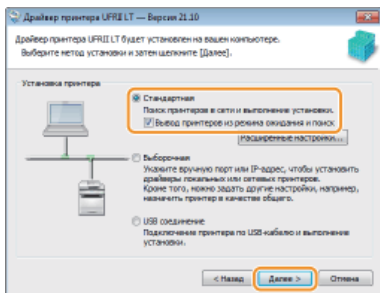 Драйвер принтера UFRII LT — Версия 21.10
Драйвер принтера UFRII LT будет установлен на вашем компьютере.
Выберите метод установки и затем щелкните [Далее].
Установка принтера
Стандартная
Поиск принтеров в сети и выполнение установки.
Вывод принтеров из режима ожидания и поиск
Расширенные настройки...
Выборочная
Укажите вручную порт или IP-адрес, чтобы установить
драйверы локальных или сетевых принтеров.
Кроме того, можно задать другие настройки, например,
назначить принтер в качестве общего.
USB соединение
Подключение принтера по USB-кабелю и выполнение
установки.
< Назад
Далее >
Отмена